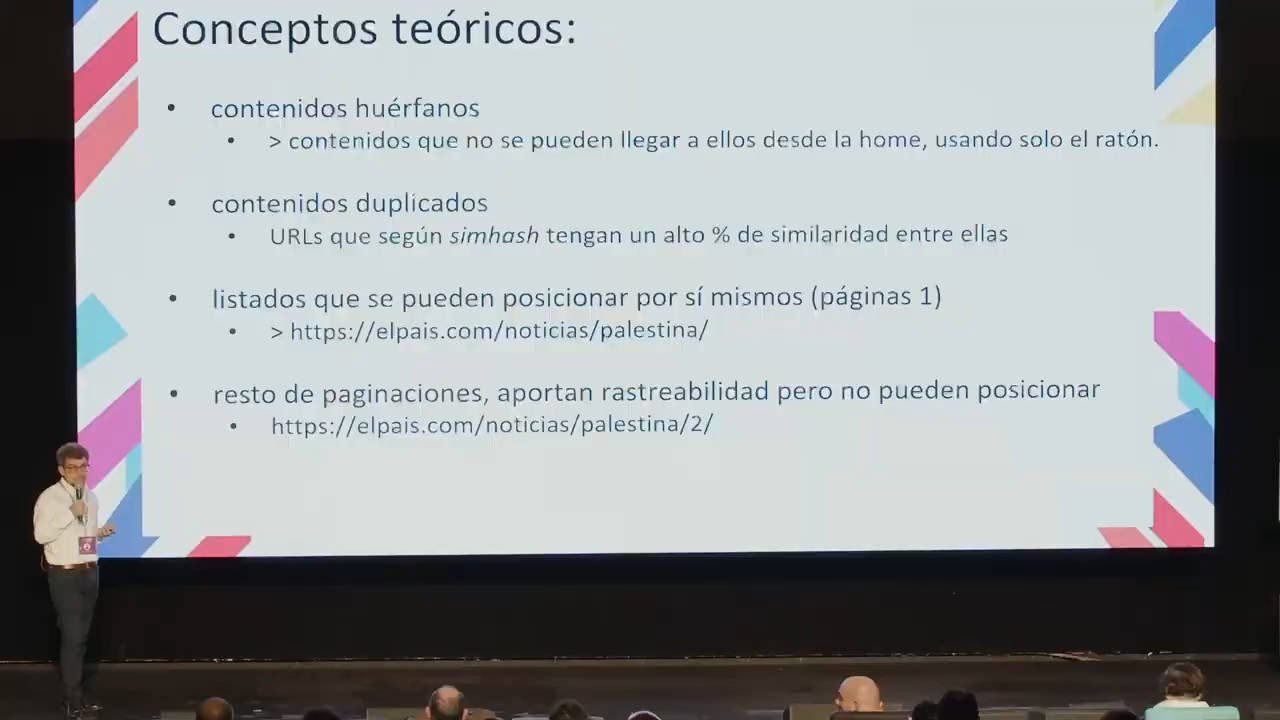 Conceptos teóricos:
• contenidos huérfanos
• > contenidos que no se pueden llegar a ellos desde la home, usando solo el ratón.
• contenidos duplicados
• URLs que según simhash tengan un alto % de similaridad entre ellas
• listados que se pueden posicionar por sí mismos (páginas 1)
• > https://elpais.com/noticias/palestina/
• resto de paginaciones, aportan rastreabilidad pero no pueden posicionar
• https://elpais.com/noticias/palestina/2/